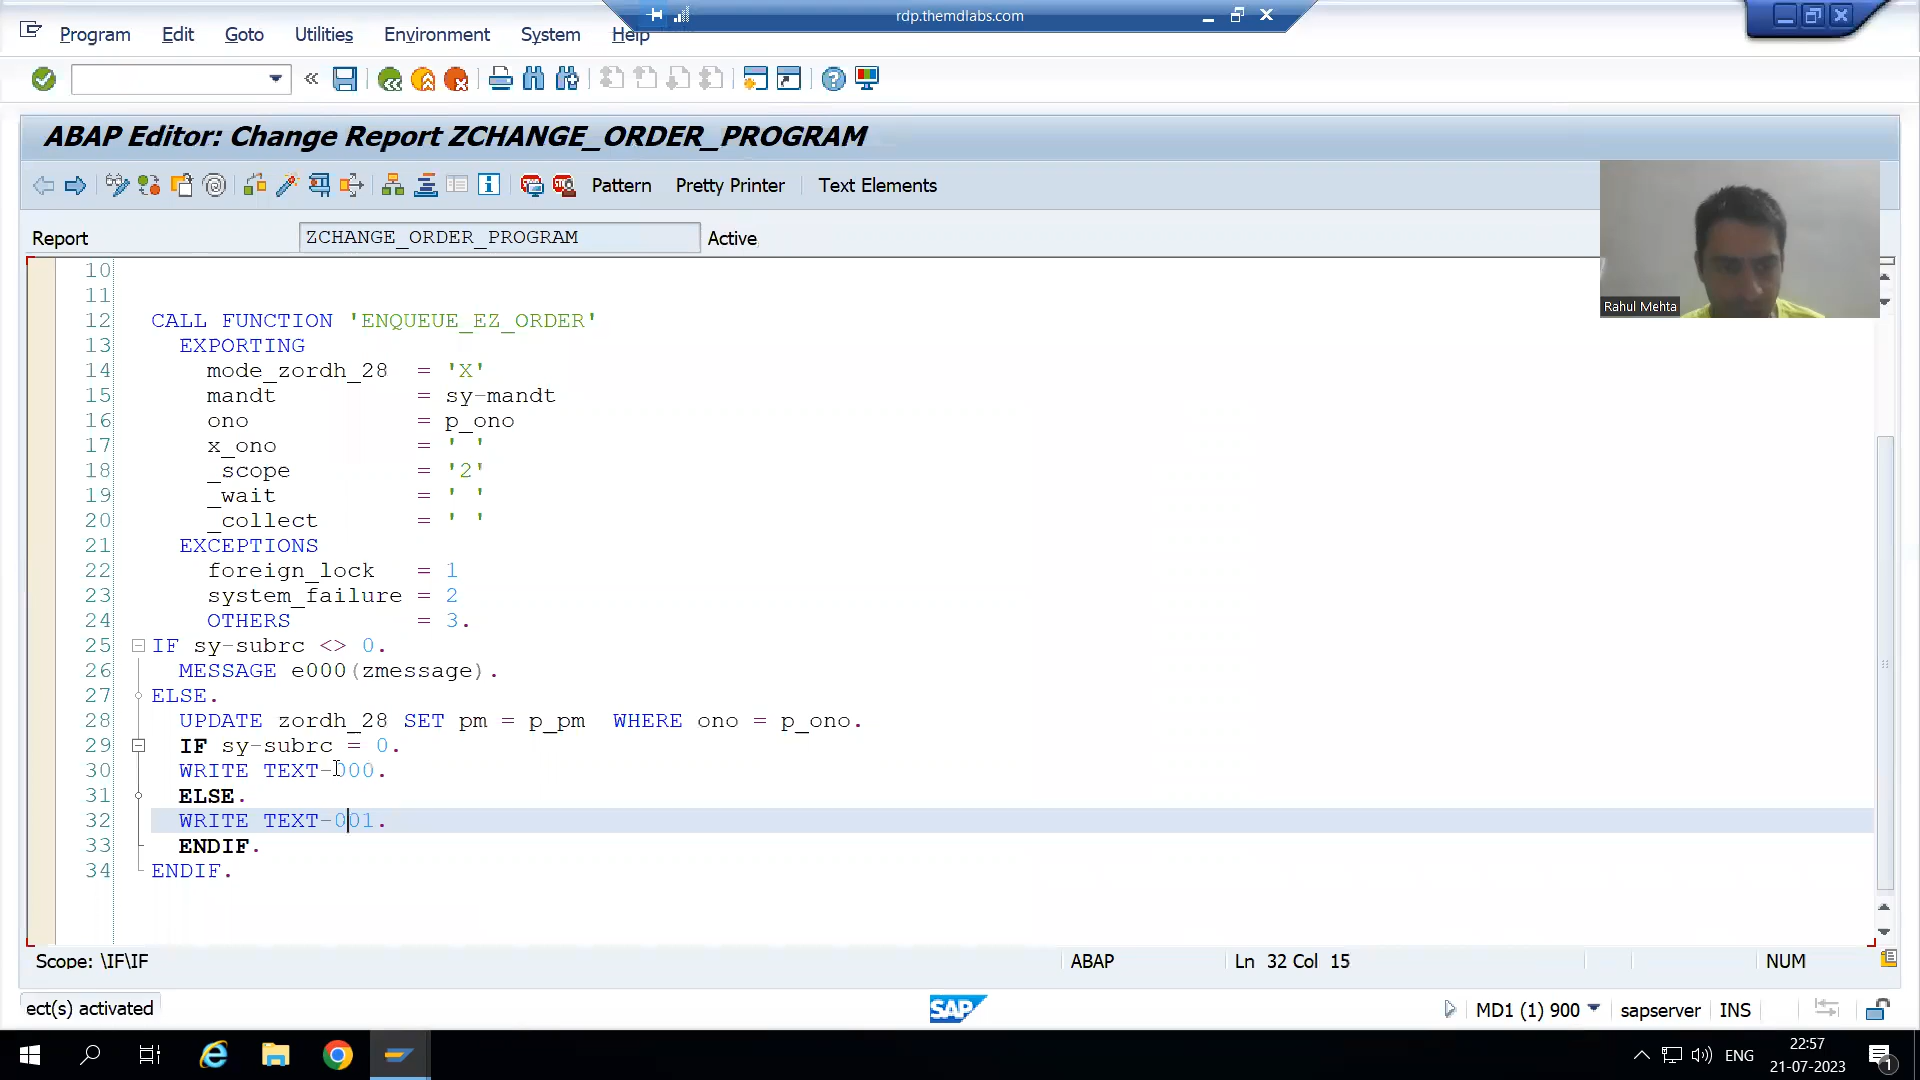 rdp.themdlabs.com
Program Edit Goto Utilities Environment System Help
ABAP Editor: Change Report ZCHANGE_ORDER_PROGRAM
Pattern Pretty Printer Text Elements
Report ZCHANGE_ORDER_PROGRAM Active
Rahul Mehta
10
11
12 CALL FUNCTION 'ENQUEUE_EZ_ORDER'
13 EXPORTING
14 mode_zordh_28 = 'X'
15 mandt = sy-mandt
16 ono = p_ono
17 x_ono = ' '
18 _scope = '2'
19 _wait = ' '
20 _collect = ' '
21 EXCEPTIONS
22 foreign_lock = 1
23 system_failure = 2
24 OTHERS = 3.
25 IF sy-subrc <> 0.
26 MESSAGE e000(zmessage).
27 ELSE.
28 UPDATE zordh_28 SET pm = p_pm WHERE ono = p_ono.
29 IF sy-subrc = 0.
30 WRITE TEXT-000.
31 ELSE.
32 WRITE TEXT-001.
33 ENDIF.
34 ENDIF.
Scope: \IF\IF ABAP Ln 32 Col 15 NUM
ect(s) activated SAP MD1 (1) 900 sapserver INS
ENG 22:57
21-07-2023
1